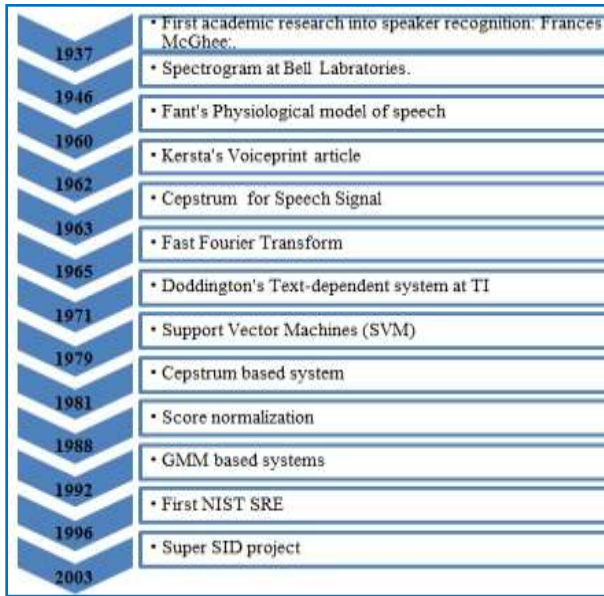 • First academic research into speaker recognition: Frances
McGhee:.
1937
• Spectrogram at Bell Labratories.
1946
• Fant's Physiological model of speech
1960
• Kersta's Voiceprint article
1962
• Cepstrum for Speech Signal
1963
• Fast Fourier Transform
1965
• Doddington's Text-dependent system at TI
1971
• Support Vector Machines (SVM)
1979
• Cepstrum based system
1981
• Score normalization
1988
• GMM based systems
1992
• First NIST SRE
1996
• Super SID project
2003